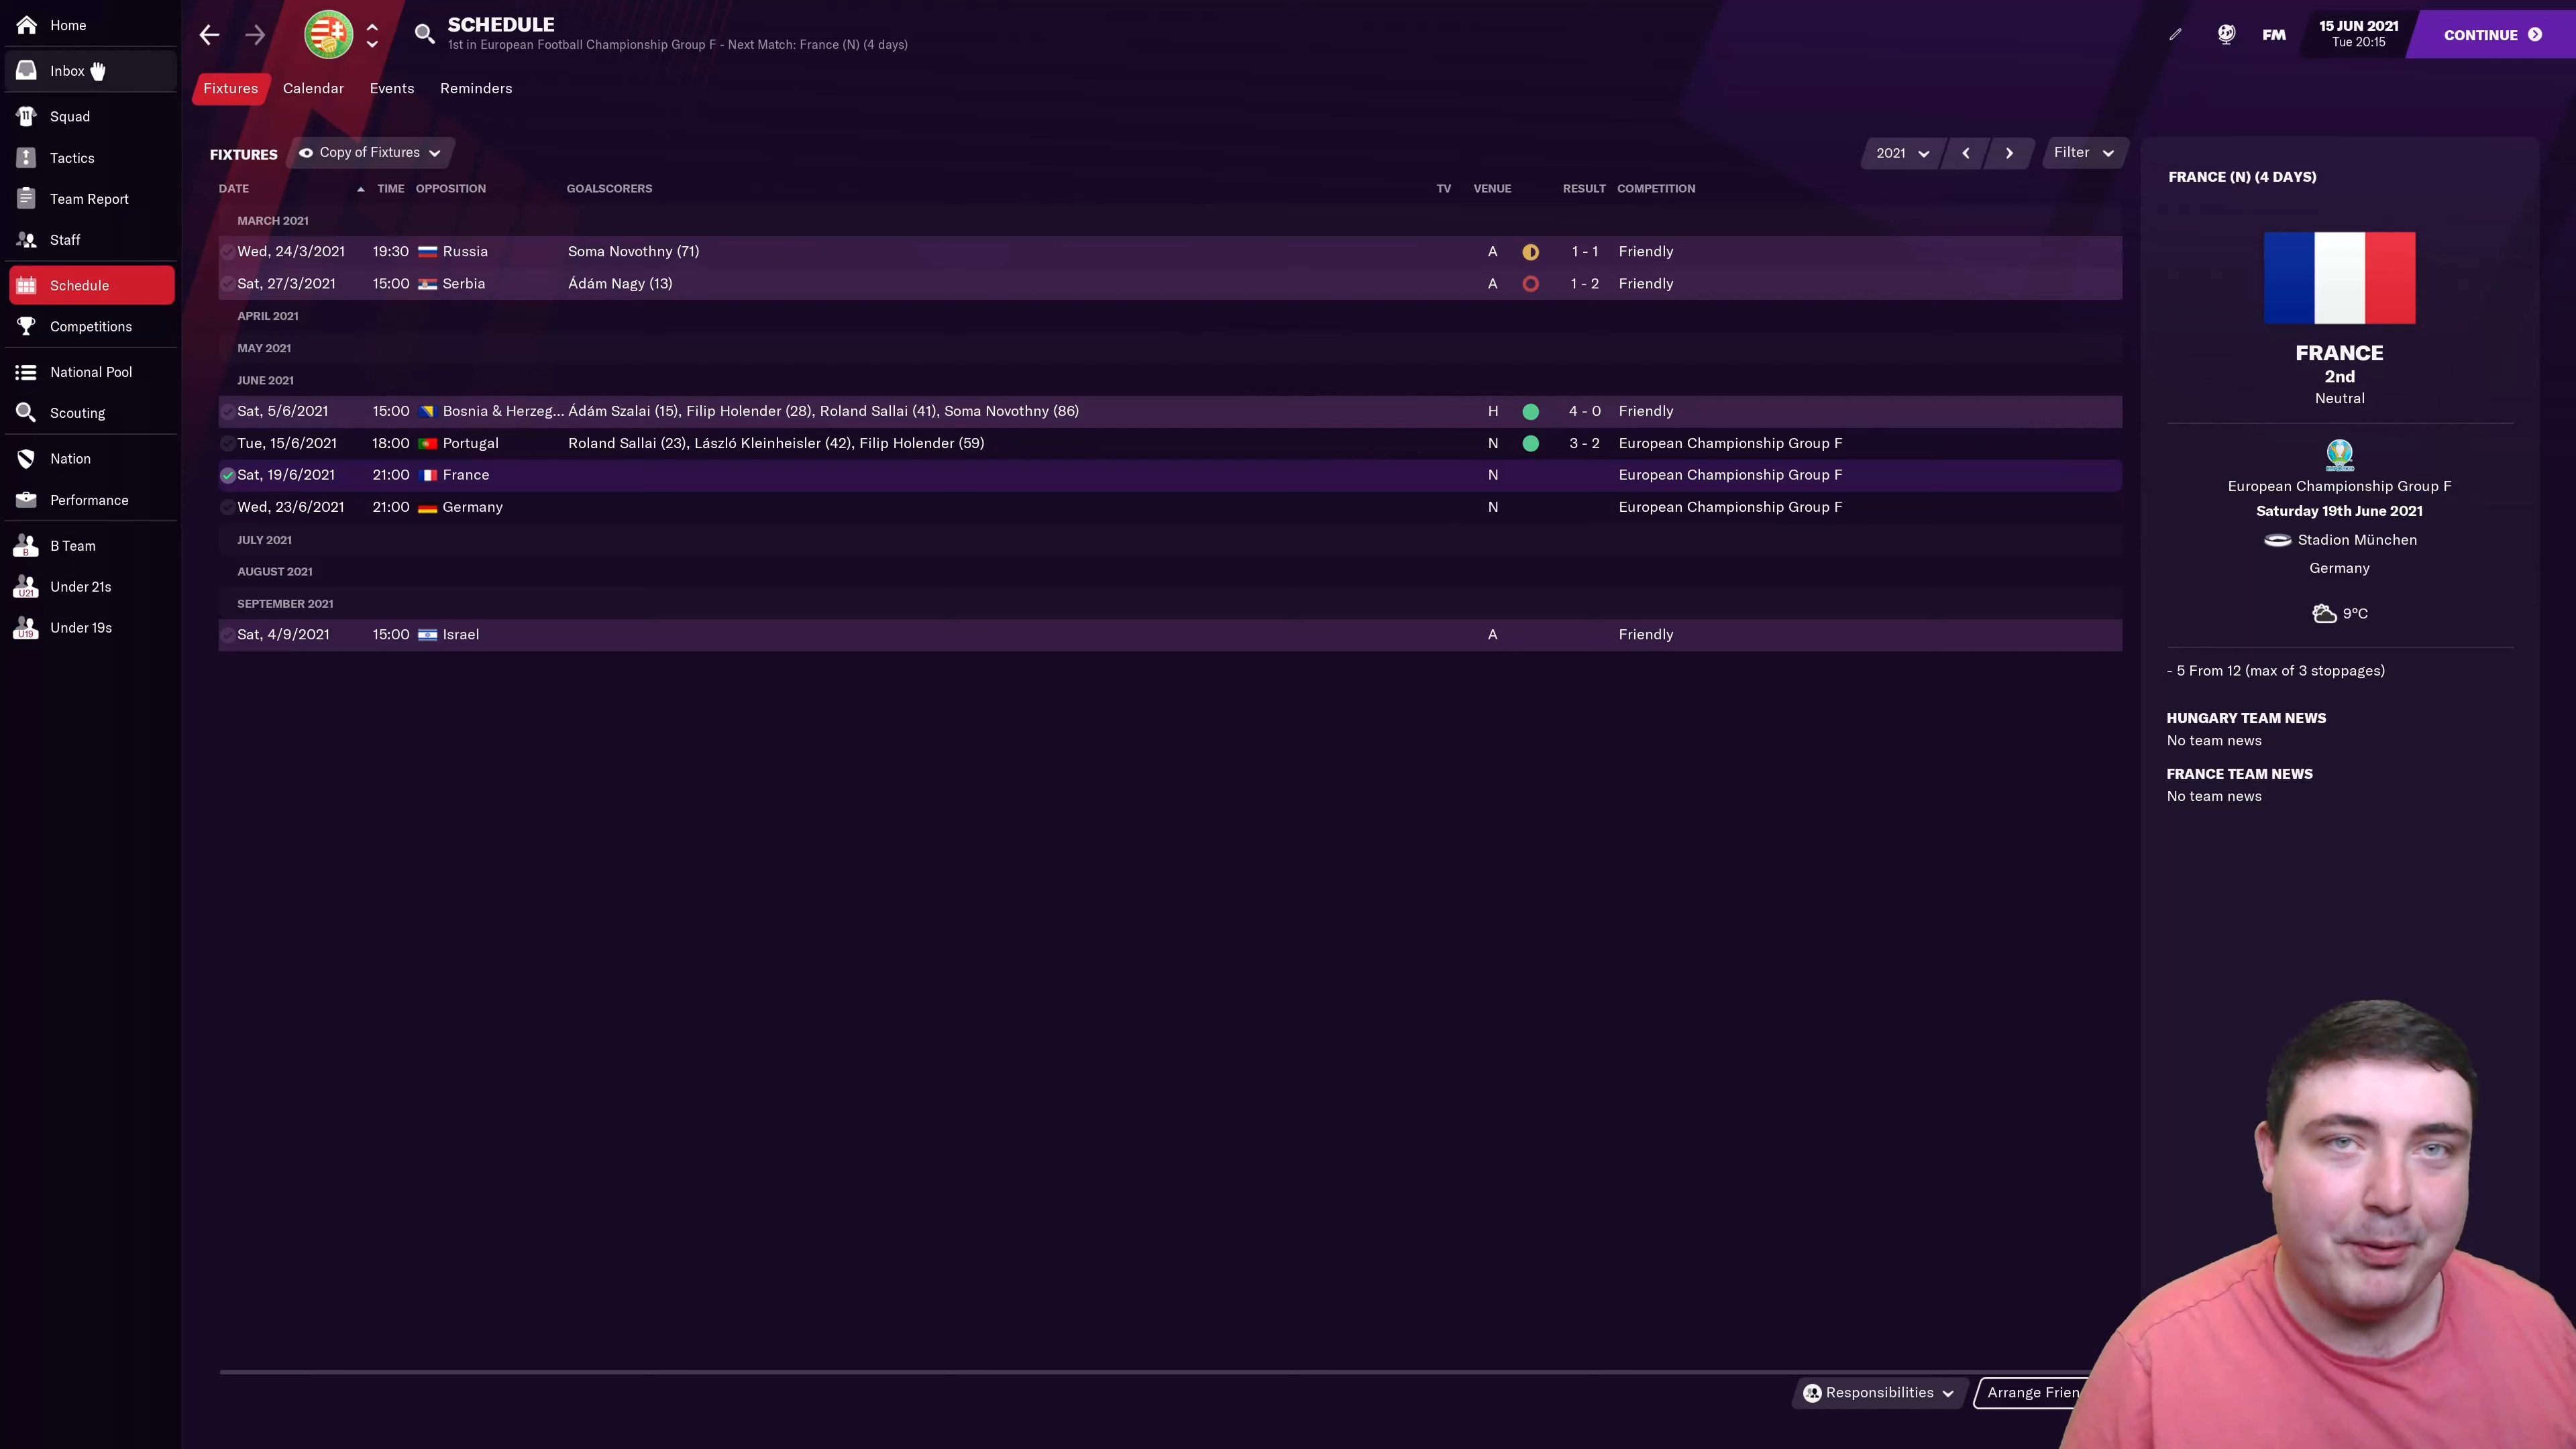 Home
Inbox
Squad
Tactics
Team Report
Staff
Schedule
Competitions
National Pool
Scouting
Nation
Performance
B Team
Under 21s
Under 19s
SCHEDULE
1st in European Football Championship Group F - Next Match: France (N) (4 days)
FM
15 JUN 2021
Tue 20:15
CONTINUE
Fixtures Calendar Events Reminders
FIXTURES Copy of Fixtures 2021 Filter
DATE TIME OPPOSITION GOALSCORERS TV VENUE RESULT COMPETITION
MARCH 2021
Wed, 24/3/2021 19:30 Russia Soma Novothny (71) A 1 - 1 Friendly
Sat, 27/3/2021 15:00 Serbia Ádám Nagy (13) A 1 - 2 Friendly
APRIL 2021
MAY 2021
JUNE 2021
Sat, 5/6/2021 15:00 Bosnia & Herzeg... Ádám Szalai (15), Filip Holender (28), Roland Sallai (41), Soma Novothny (86) H 4 - 0 Friendly
Tue, 15/6/2021 18:00 Portugal Roland Sallai (23), László Kleinheisler (42), Filip Holender (59) N 3 - 2 European Championship Group F
Sat, 19/6/2021 21:00 France N European Championship Group F
Wed, 23/6/2021 21:00 Germany N European Championship Group F
JULY 2021
AUGUST 2021
SEPTEMBER 2021
Sat, 4/9/2021 15:00 Israel A Friendly
FRANCE (N) (4 DAYS)
FRANCE
2nd
Neutral
European Championship Group F
Saturday 19th June 2021
Stadion München
Germany
9°C
- 5 From 12 (max of 3 stoppages)
HUNGARY TEAM NEWS
No team news
FRANCE TEAM NEWS
No team news
Responsibilities
Arrange Frien